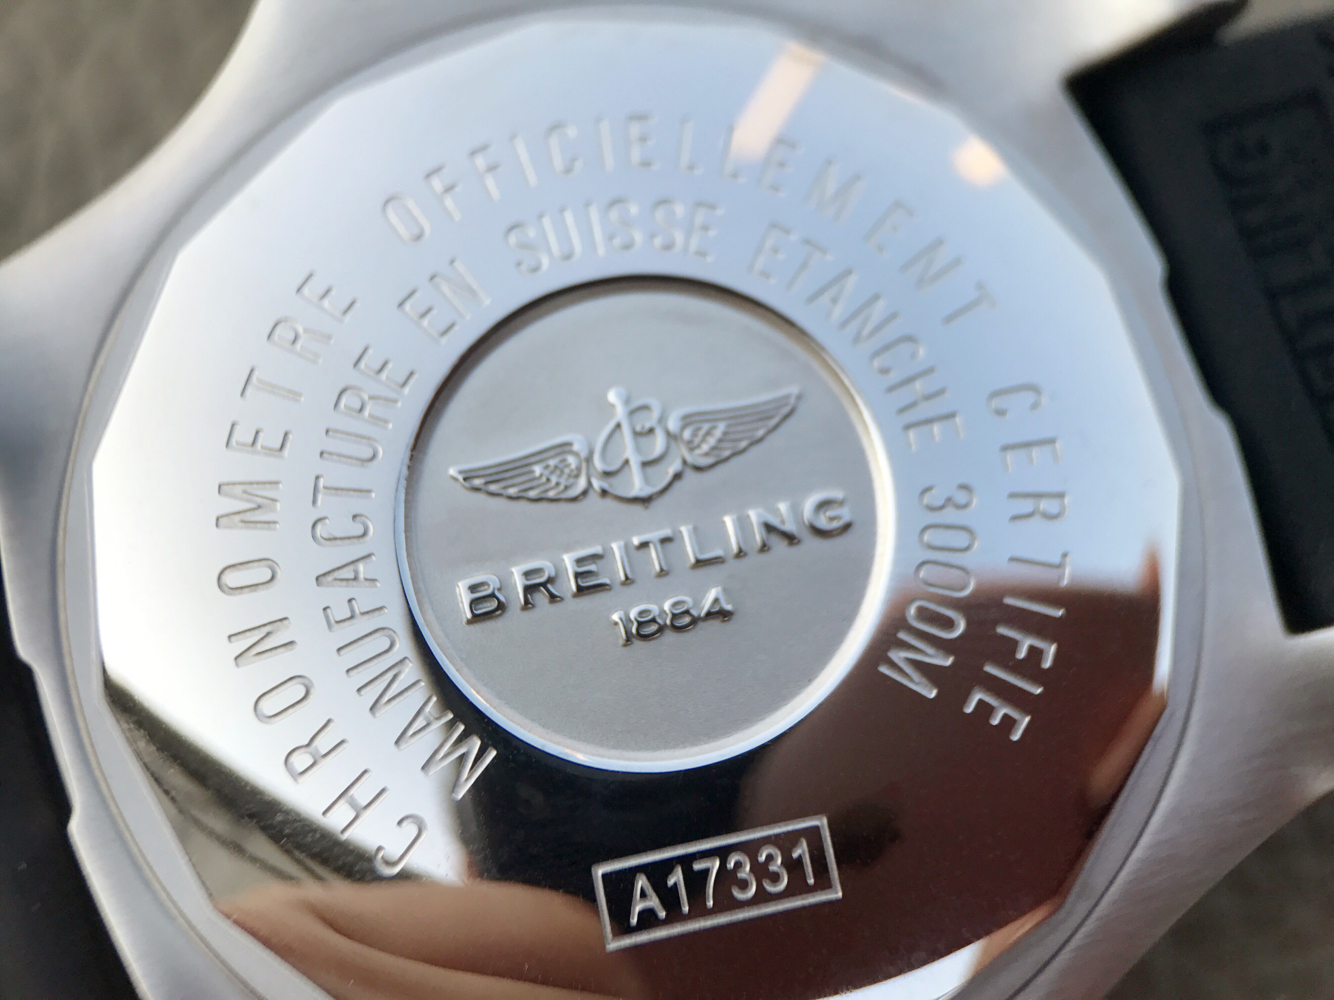 CHRONOMETRE OFFICIELLEMENT CERTIFIE
MANUFACTURE EN SUISSE ETANCHE 3000M
B
BREITLING
1884
A17331